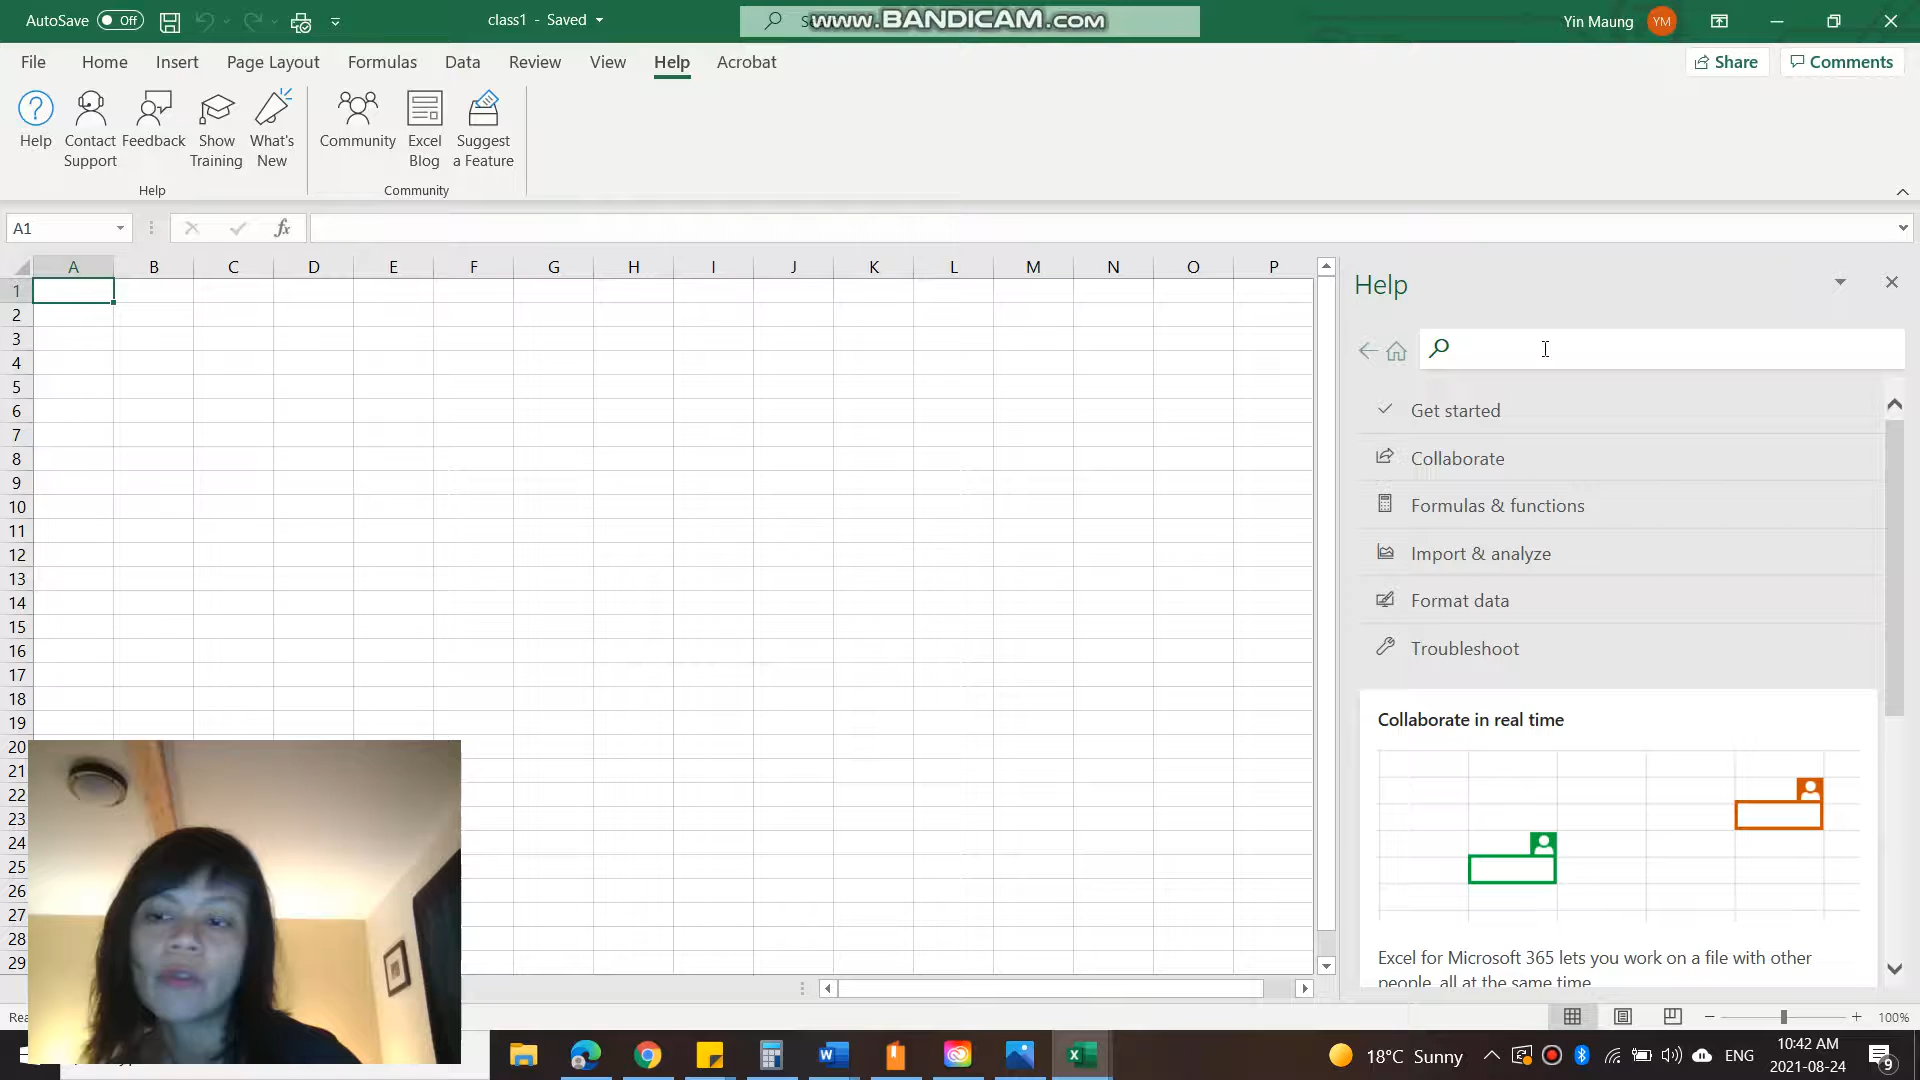 AutoSave Off
class1 - Saved
www.BANDICAM.com
Yin Maung YM
File Home Insert Page Layout Formulas Data Review View Help Acrobat
Share Comments
Help Contact Support Feedback Show Training What's New
Community Excel Blog Suggest a Feature
Help Community
A1 fx
A B C D E F G H I J K L M N O P
1
2
3
4
5
6
7
8
9
10
11
12
13
14
15
16
17
18
19
20
21
22
23
24
25
26
27
28
29
Help
Get started
Collaborate
Formulas & functions
Import & analyze
Format data
Troubleshoot
Collaborate in real time
Excel for Microsoft 365 lets you work on a file with other
people, all at the same time
100%
18°C Sunny
ENG
10:42 AM
2021-08-24
9